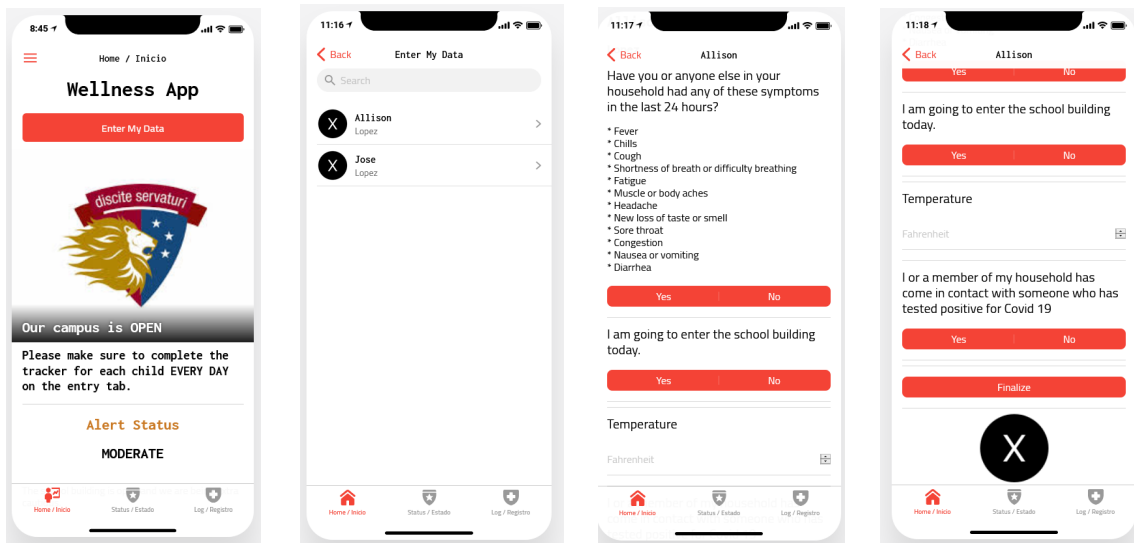 8:45
Home / Inicio
Wellness App
Enter My Data
discite servaturi
Our campus is OPEN
Please make sure to complete the
tracker for each child EVERY DAY
on the entry tab.
Alert Status
MODERATE
Home / Inicio
Status / Estado
Log / Registro
11:16
Back
Enter My Data
Search
X
Allison
Lopez
X
Jose
Lopez
Home / Inicio
Status / Estado
Log / Registro
11:17
Back
Allison
Have you or anyone else in your
household had any of these symptoms
in the last 24 hours?
* Fever
* Chills
* Cough
* Shortness of breath or difficulty breathing
* Fatigue
* Muscle or body aches
* Headache
* New loss of taste or smell
* Sore throat
* Congestion
* Nausea or vomiting
* Diarrhea
Yes
No
I am going to enter the school building
today.
Yes
No
Temperature
Fahrenheit
Home / Inicio
Status / Estado
Log / Registro
11:18
Back
Allison
Yes
No
I am going to enter the school building
today.
Yes
No
Temperature
Fahrenheit
I or a member of my household has
come in contact with someone who has
tested positive for Covid 19
Yes
No
Finalize
X
Home / Inicio
Status / Estado
Log / Registro